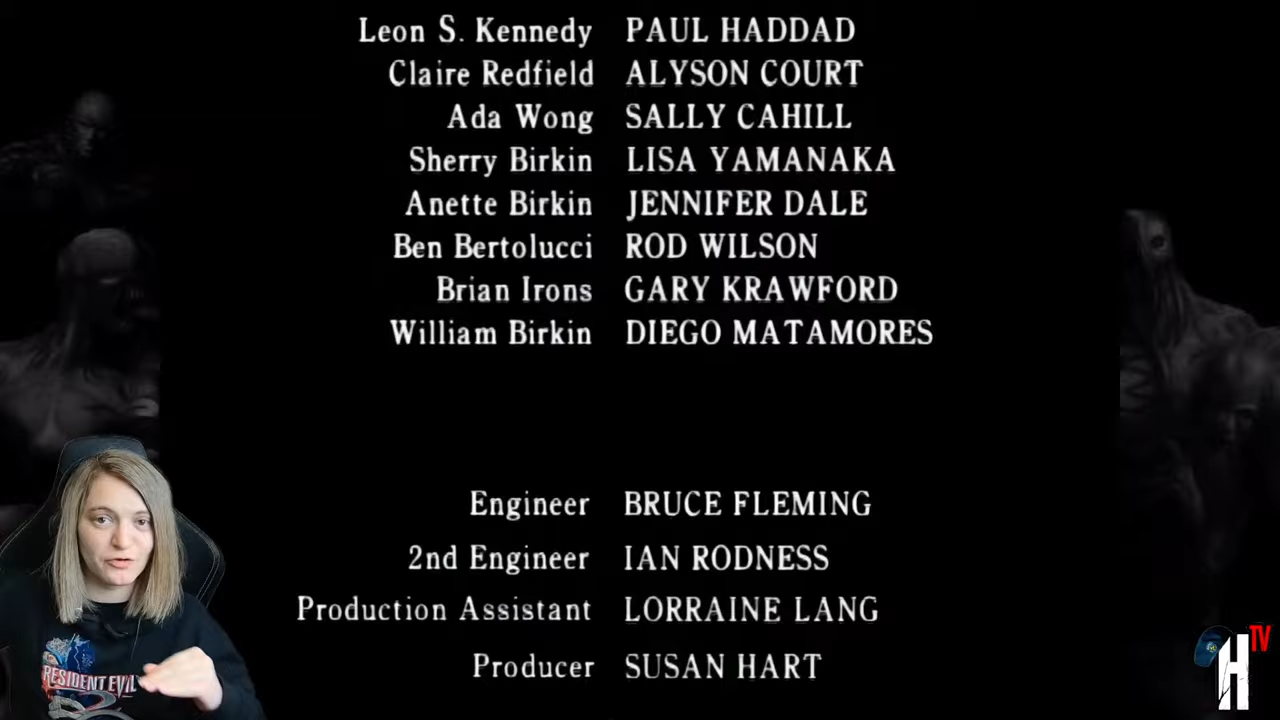 Leon S. Kennedy PAUL HADDAD
Claire Redfield ALYSON COURT
Ada Wong SALLY CAHILL
Sherry Birkin LISA YAMANAKA
Anette Birkin JENNIFER DALE
Ben Bertolucci ROD WILSON
Brian Irons GARY KRAWFORD
William Birkin DIEGO MATAMORES
Engineer BRUCE FLEMING
2nd Engineer IAN RODNESS
Production Assistant LORRAINE LANG
Producer SUSAN HART
RESIDENT EVIL
2
H TV